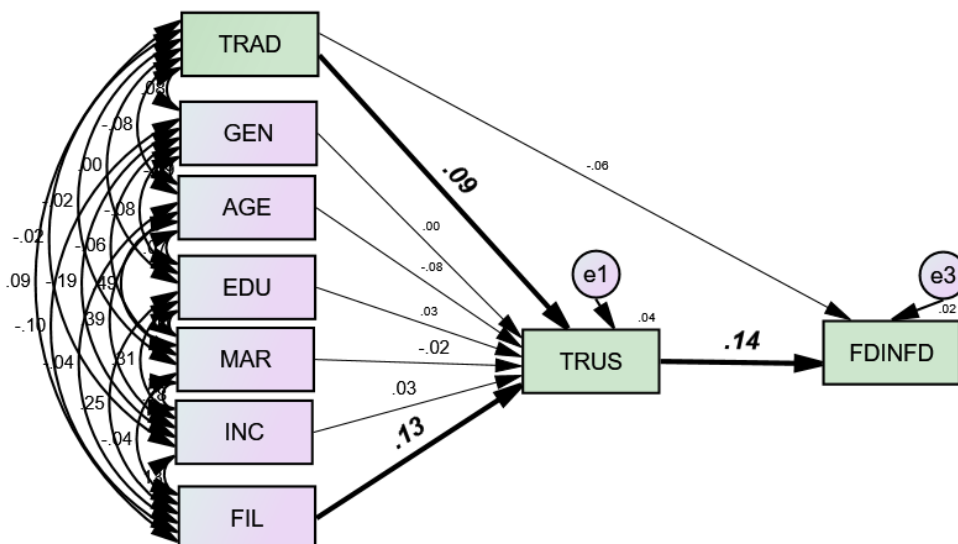 TRAD
GEN
AGE
EDU
MAR
INC
FIL
TRUS
FDINFD
e1
e3
.09
-.06
.00
-.08
.03
-.02
.03
.13
.14
.04
.02
.08
-.08
.00
-.02
-.02
.09
-.08
-.06
-.19
-.10
.49
.39
-.04
.31
.25
-.04